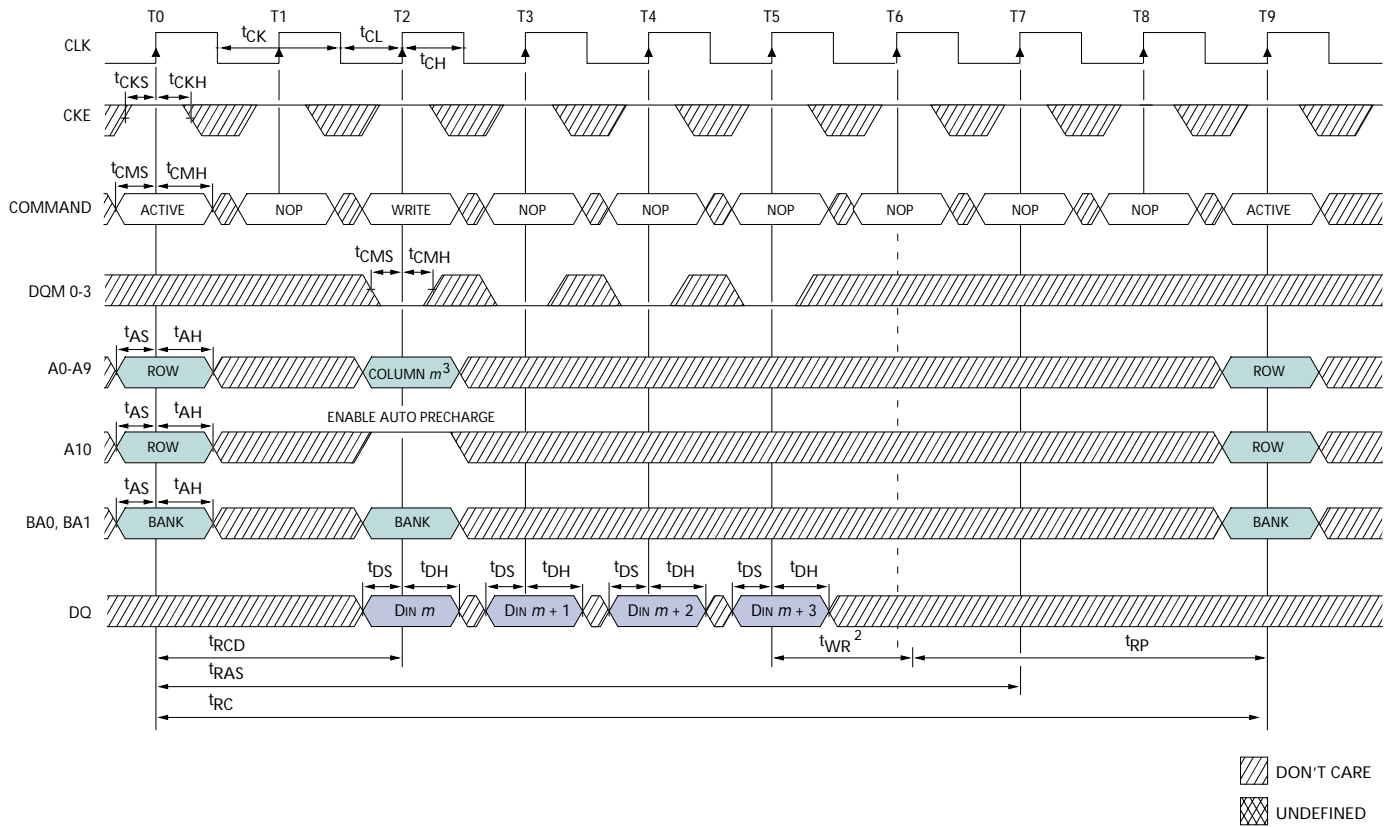 T0 T1 T2 T3 T4 T5 T6 T7 T8 T9
CLK tCK tCL tCH
tCKS tCKH
CKE
tCMS tCMH
COMMAND ACTIVE NOP WRITE NOP NOP NOP NOP NOP NOP ACTIVE
tCMS tCMH
DQM 0-3
tAS tAH
A0-A9 ROW COLUMN m3 ROW
tAS tAH ENABLE AUTO PRECHARGE
A10 ROW ROW
tAS tAH
BA0, BA1 BANK BANK BANK
tDS tDH tDS tDH tDS tDH tDS tDH
DQ DIN m DIN m + 1 DIN m + 2 DIN m + 3
tRCD tWR 2 tRP
tRAS
tRC
DON'T CARE
UNDEFINED